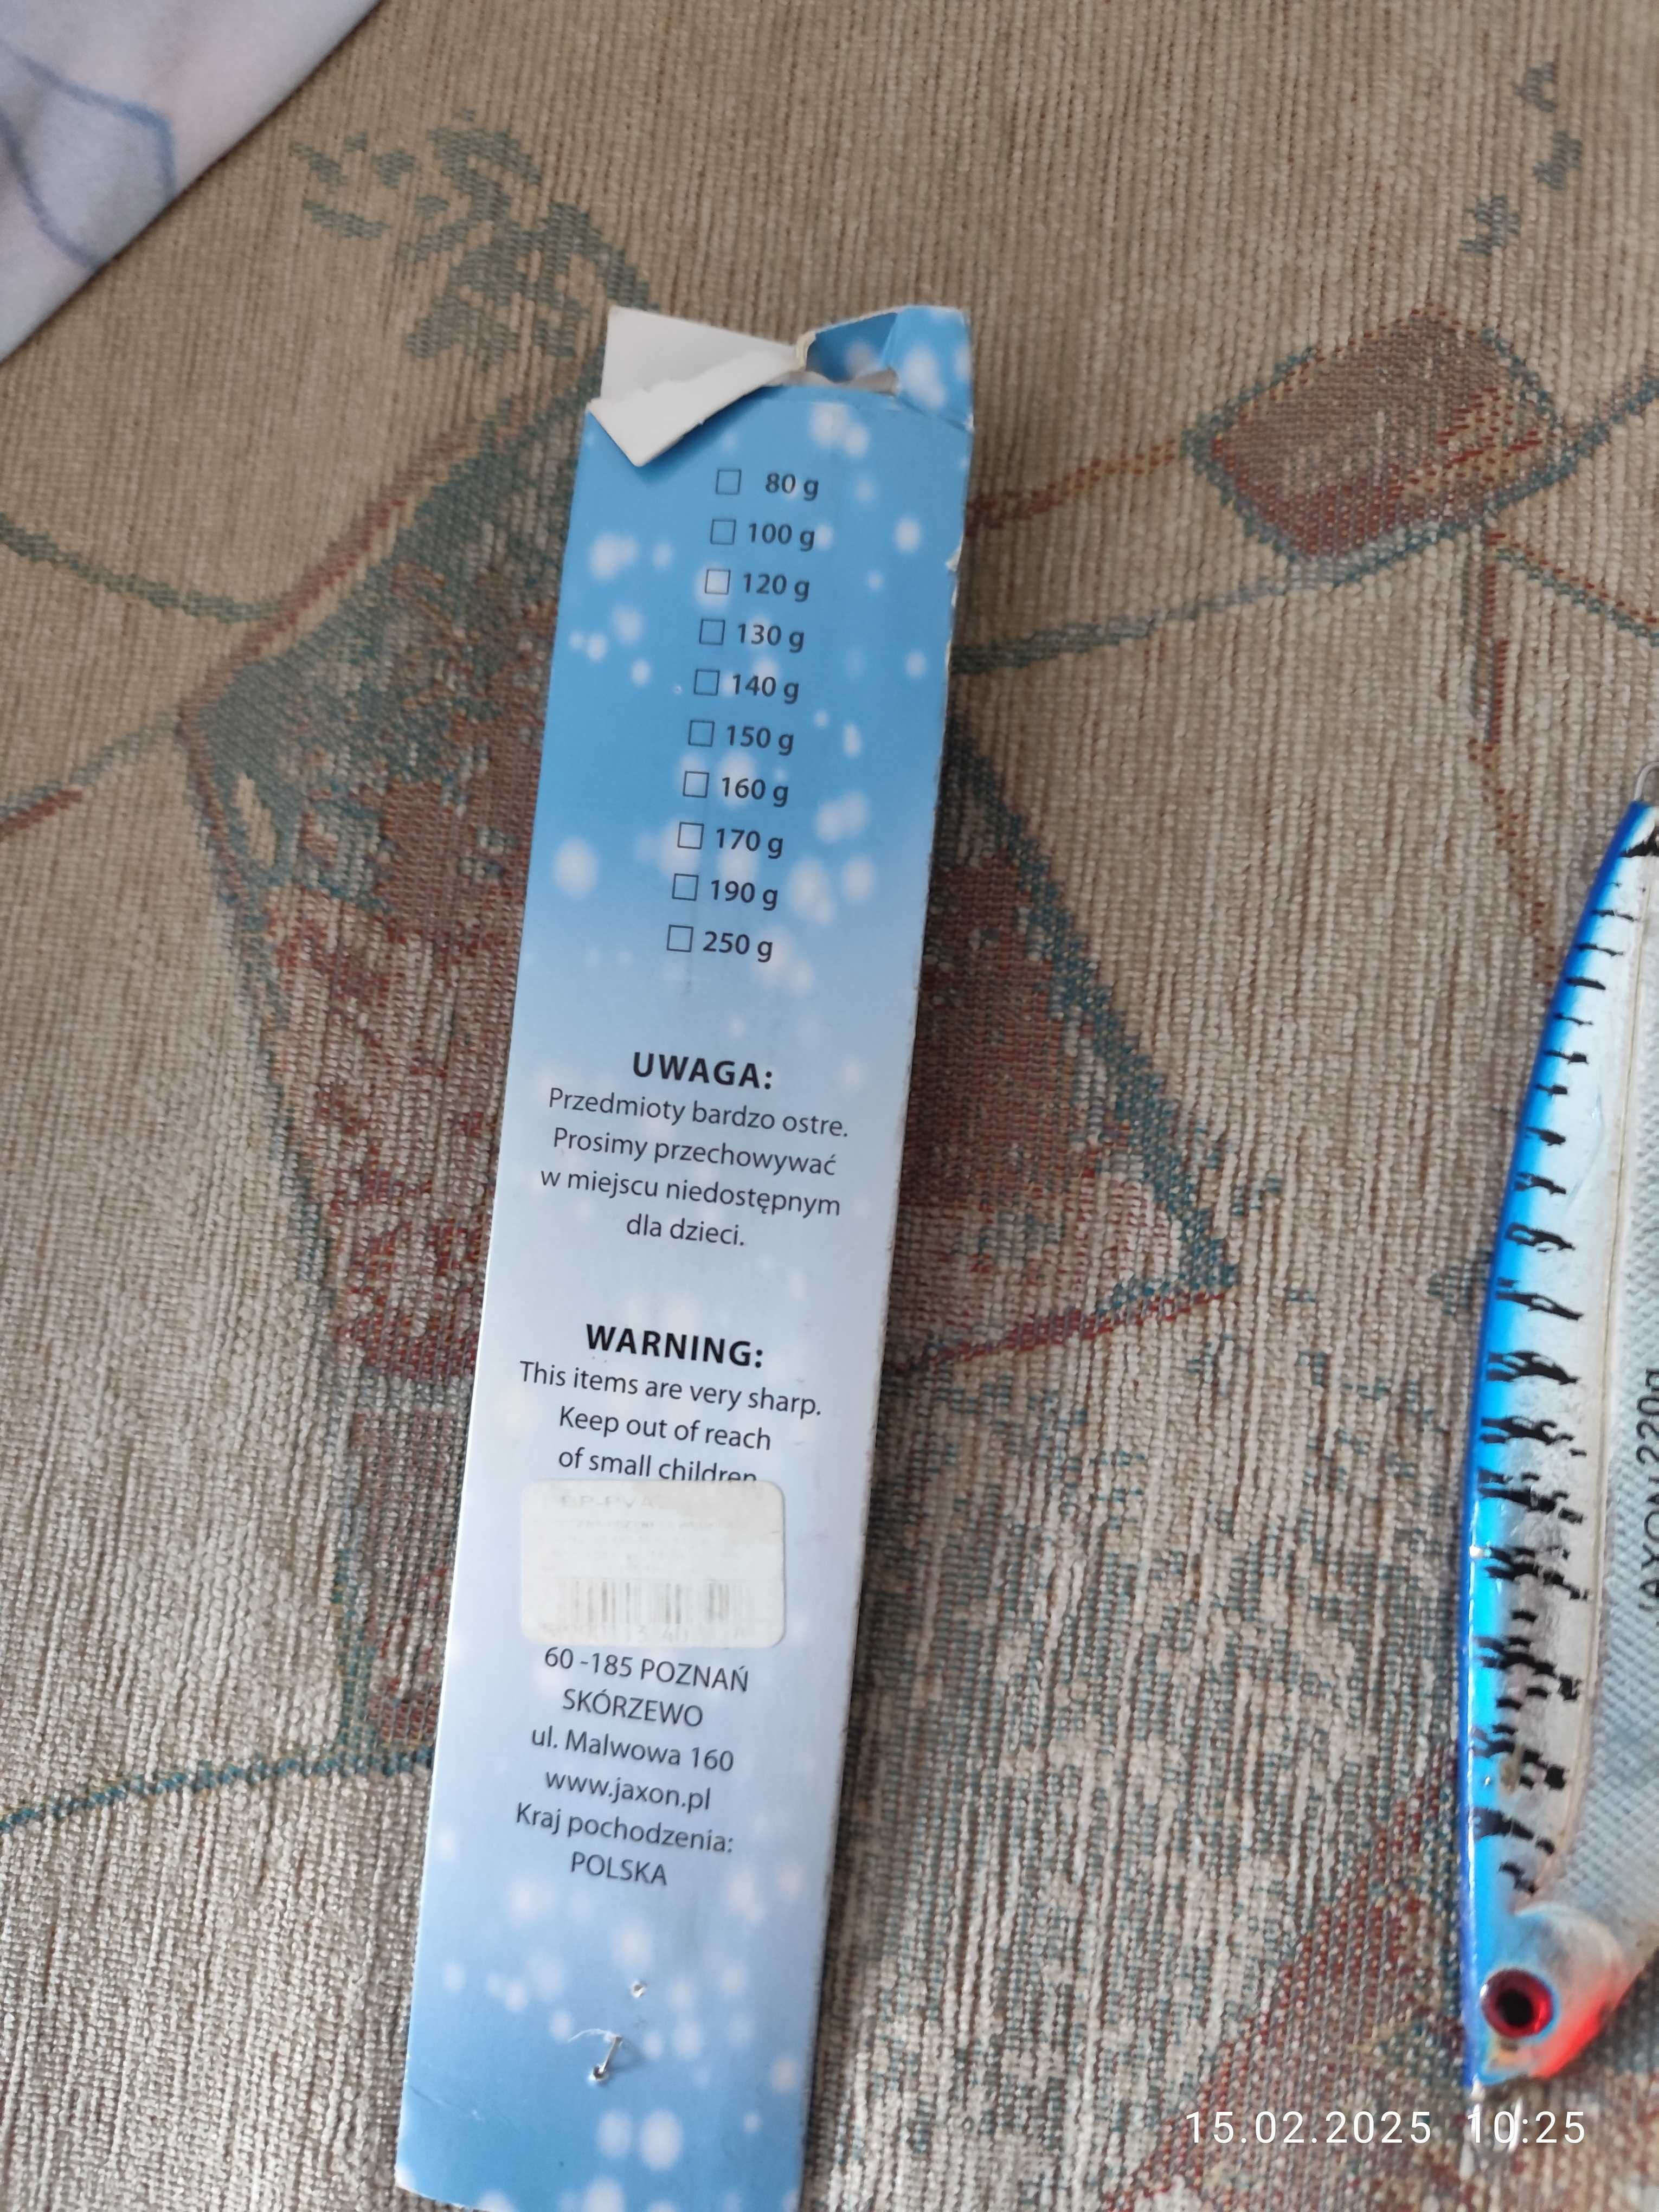 80 g
100 g
120 g
130 g
140 g
150 g
160 g
170 g
190 g
250 g
UWAGA:
Przedmioty bardzo ostre.
Prosimy przechowywać
w miejscu niedostępnym
dla dzieci.
WARNING:
This items are very sharp.
Keep out of reach
of small children
60 -185 POZNAŃ
SKÓRZEWO
ul. Malwowa 160
www.jaxon.pl
Kraj pochodzenia:
POLSKA
JAXON 220g
15.02.2025 10:25